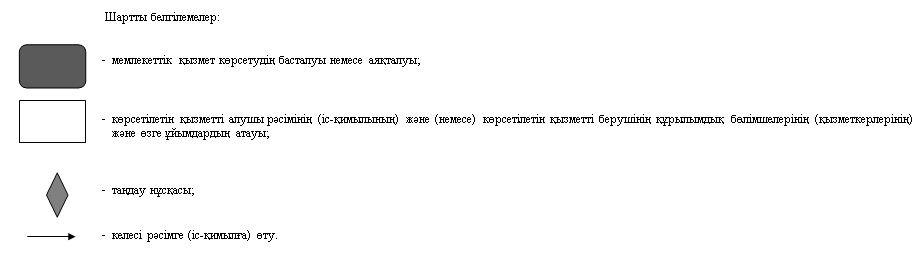 Шартты белгілемелер:
- мемлекеттік қызмет көрсетудің басталуы немесе аяқталуы;
- көрсетілетін қызметті алушы рәсімінің (іс-қимылының) және (немесе) көрсетілетін қызметті берушінің құрылымдық бөлімшелерінің (қызметкерлерінің)
және өзге ұйымдардың атауы;
- таңдау нұсқасы;
- келесі рәсімге (іс-қимылға) өту.